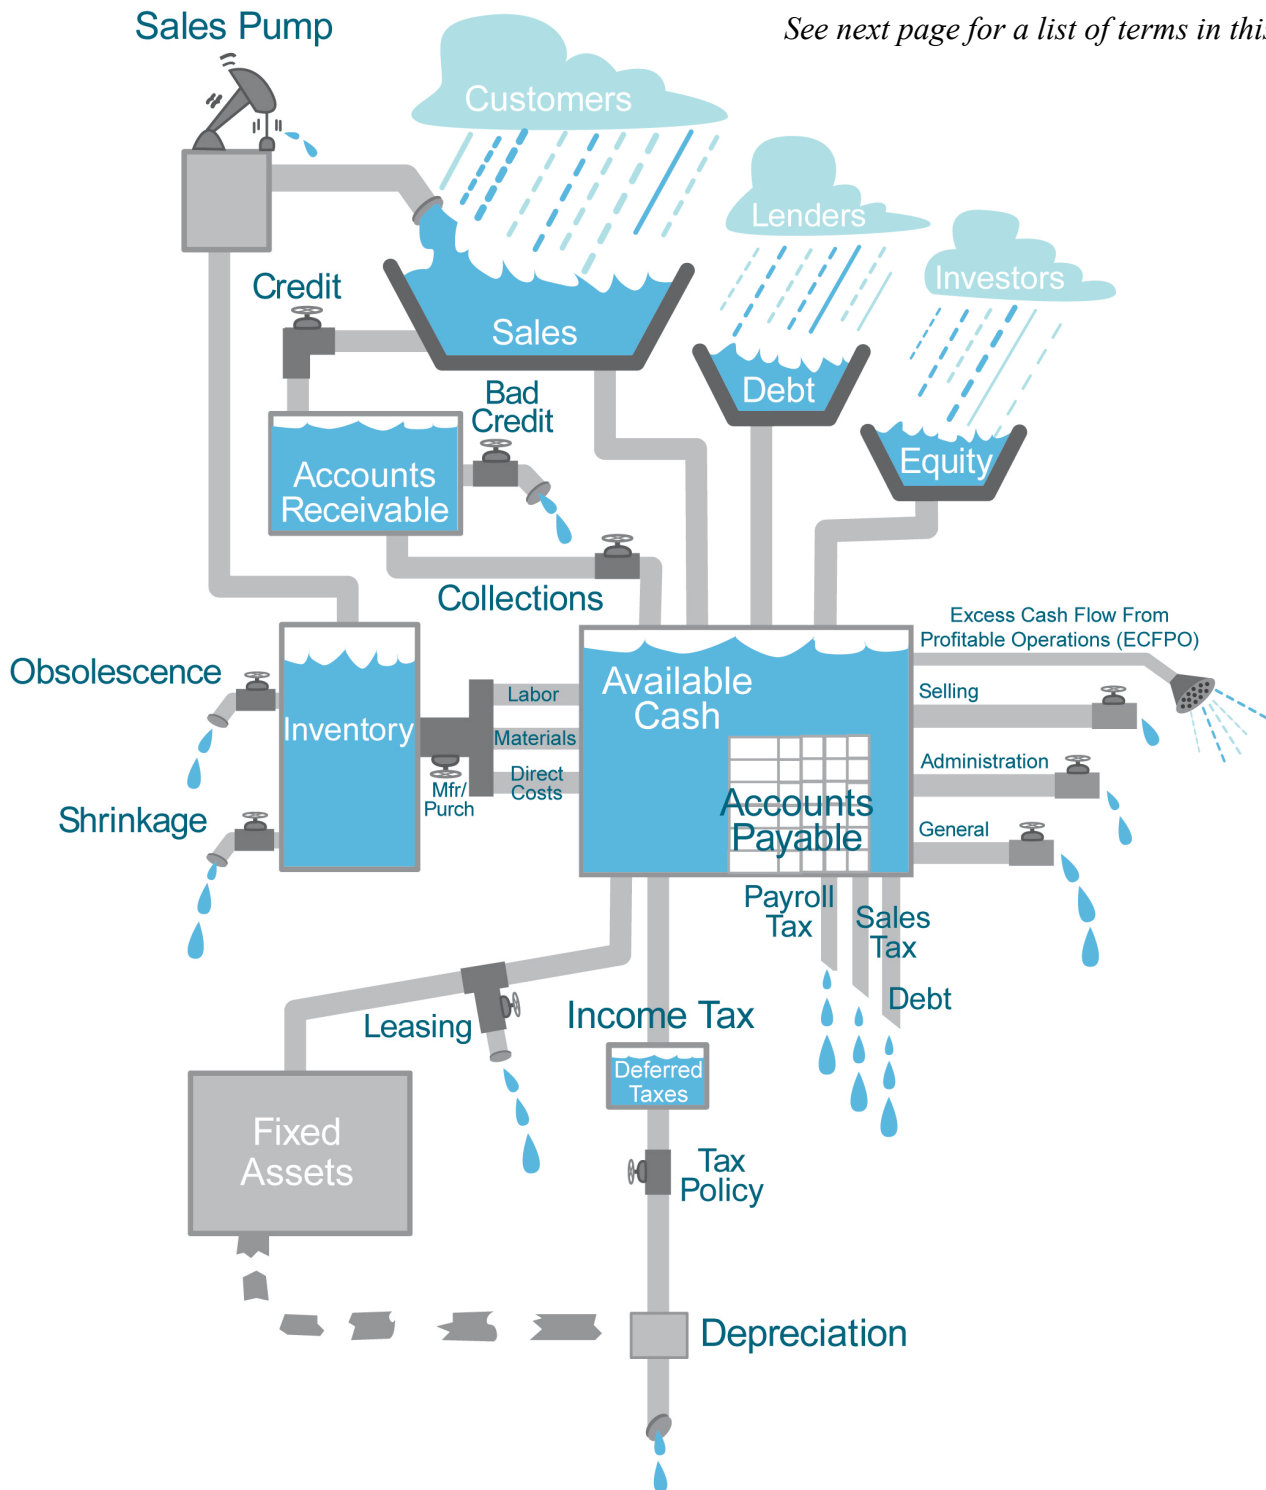 Sales Pump
See next page for a list of terms in this
Customers
Lenders
Investors
Credit
Sales
Bad
Credit
Debt
Equity
Accounts
Receivable
Collections
Excess Cash Flow From
Profitable Operations (ECFPO)
Obsolescence
Inventory
Labor
Materials
Direct
Costs
Mfr/
Purch
Available
Cash
Selling
Administration
General
Shrinkage
Accounts
Payable
Payroll
Tax
Sales
Tax
Debt
Leasing
Income Tax
Deferred
Taxes
Fixed
Assets
Tax
Policy
Depreciation